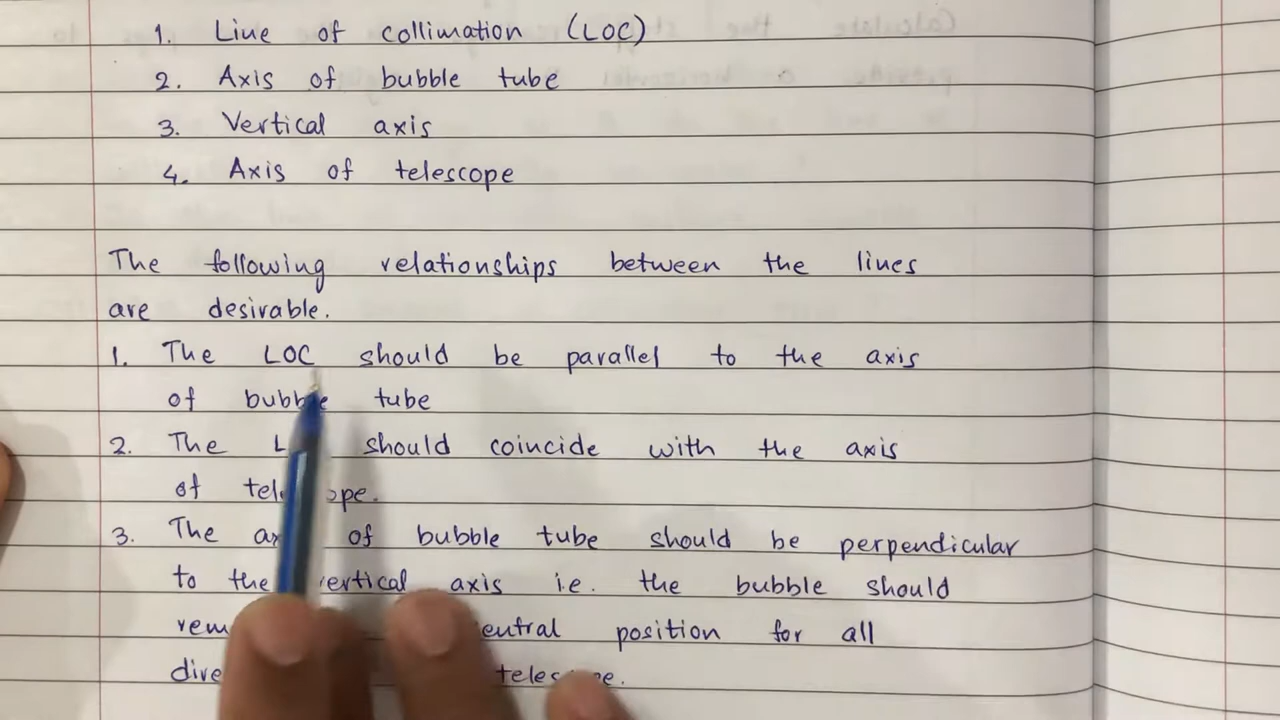 1. Line of collimation (LOC)
2. Axis of bubble tube
3. Vertical axis
4. Axis of telescope
The following relationships between the lines
are desirable.
1. The LOC should be parallel to the axis
of bubble tube
2. The should coincide with the axis
of telescope.
3. The of bubble tube should be perpendicular
to the vertical axis i.e. the bubble should
position for all